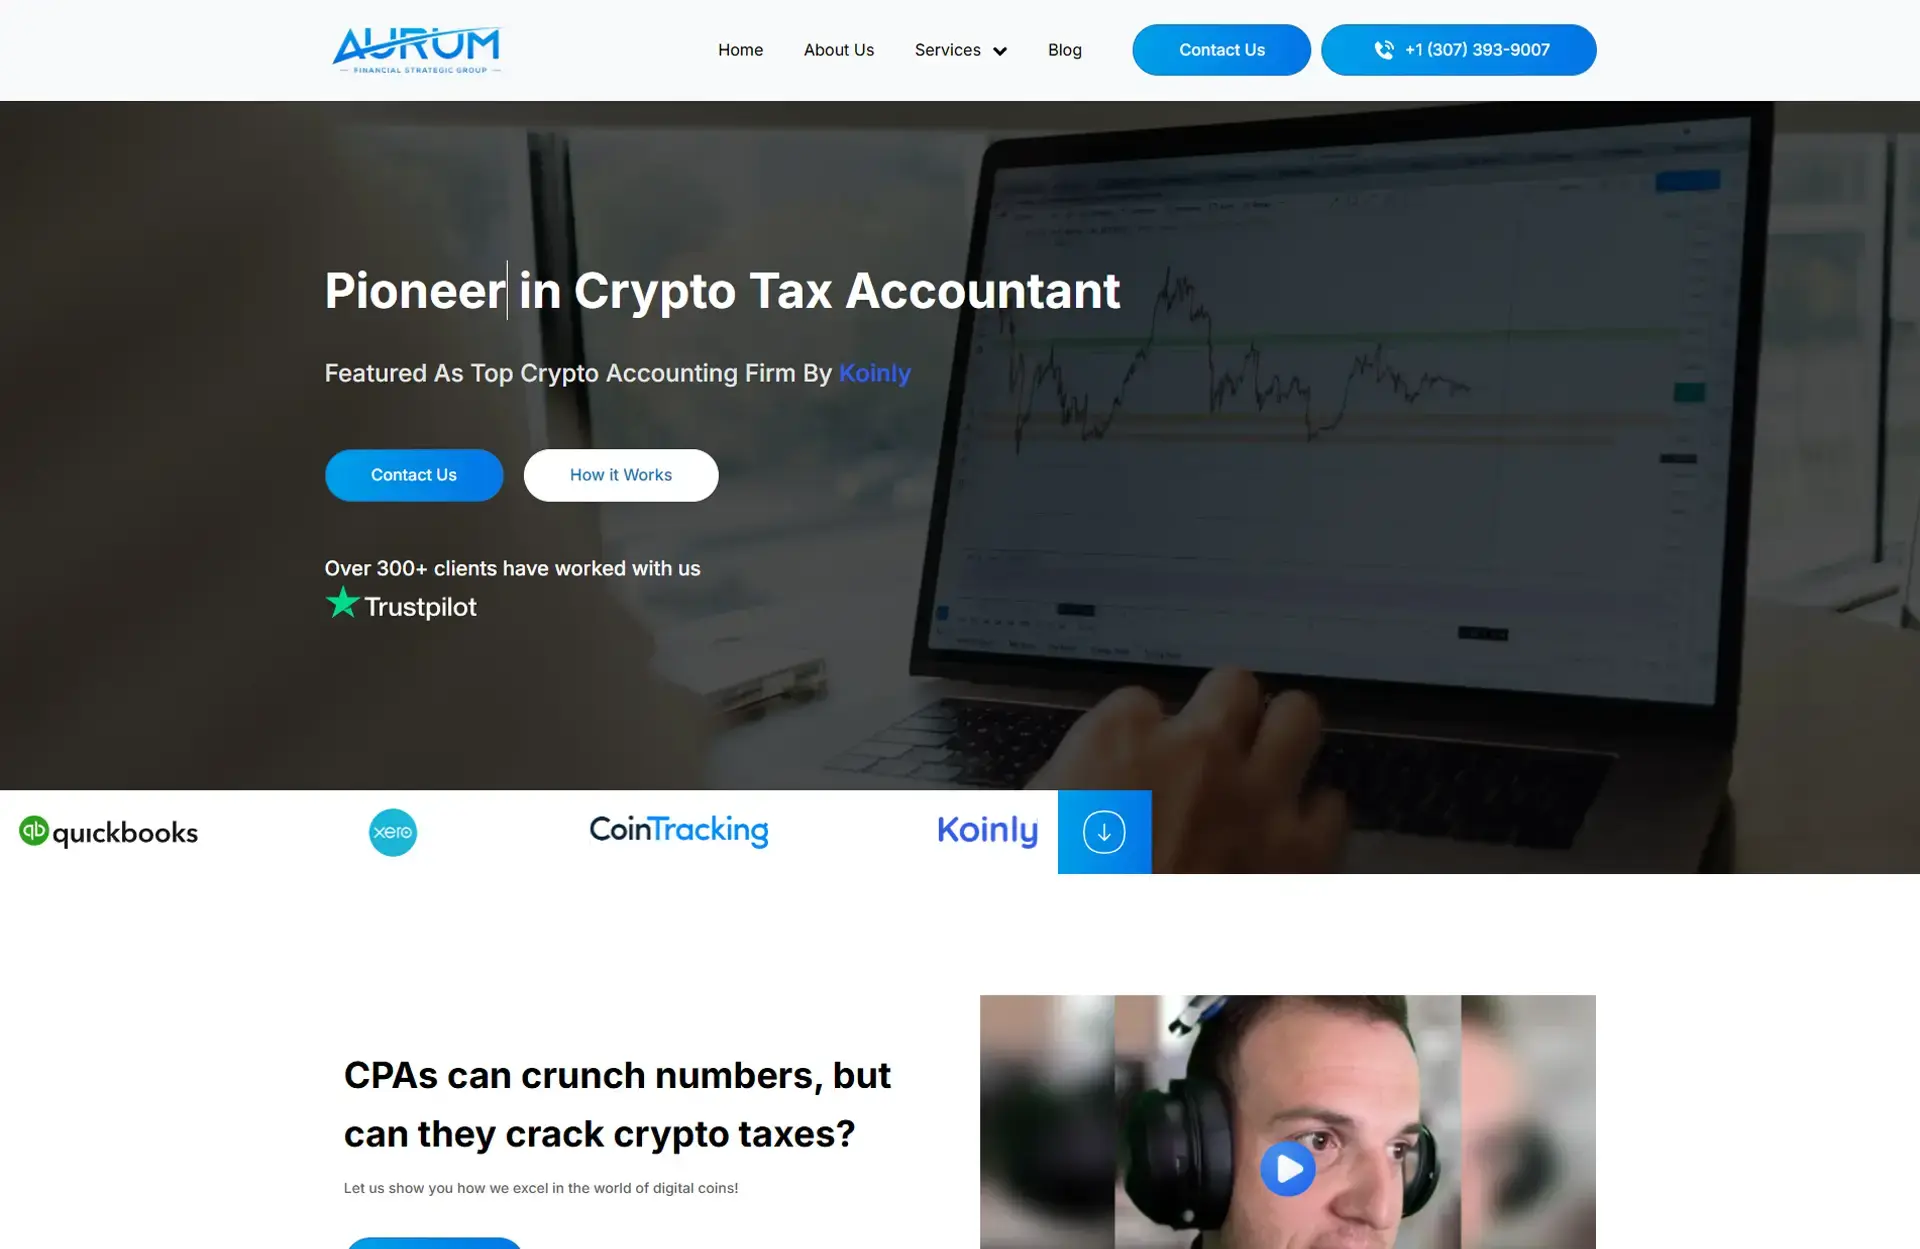 AURUM
FINANCIAL STRATEGIC GROUP
Home
About Us
Services
Blog
Contact Us
+1 (307) 393-9007
Pioneer in Crypto Tax Accountant
Featured As Top Crypto Accounting Firm By Koinly
Contact Us
How it Works
Over 300+ clients have worked with us
Trustpilot
qb quickbooks
xero
CoinTracking
Koinly
CPAs can crunch numbers, but
can they crack crypto taxes?
Let us show you how we excel in the world of digital coins!